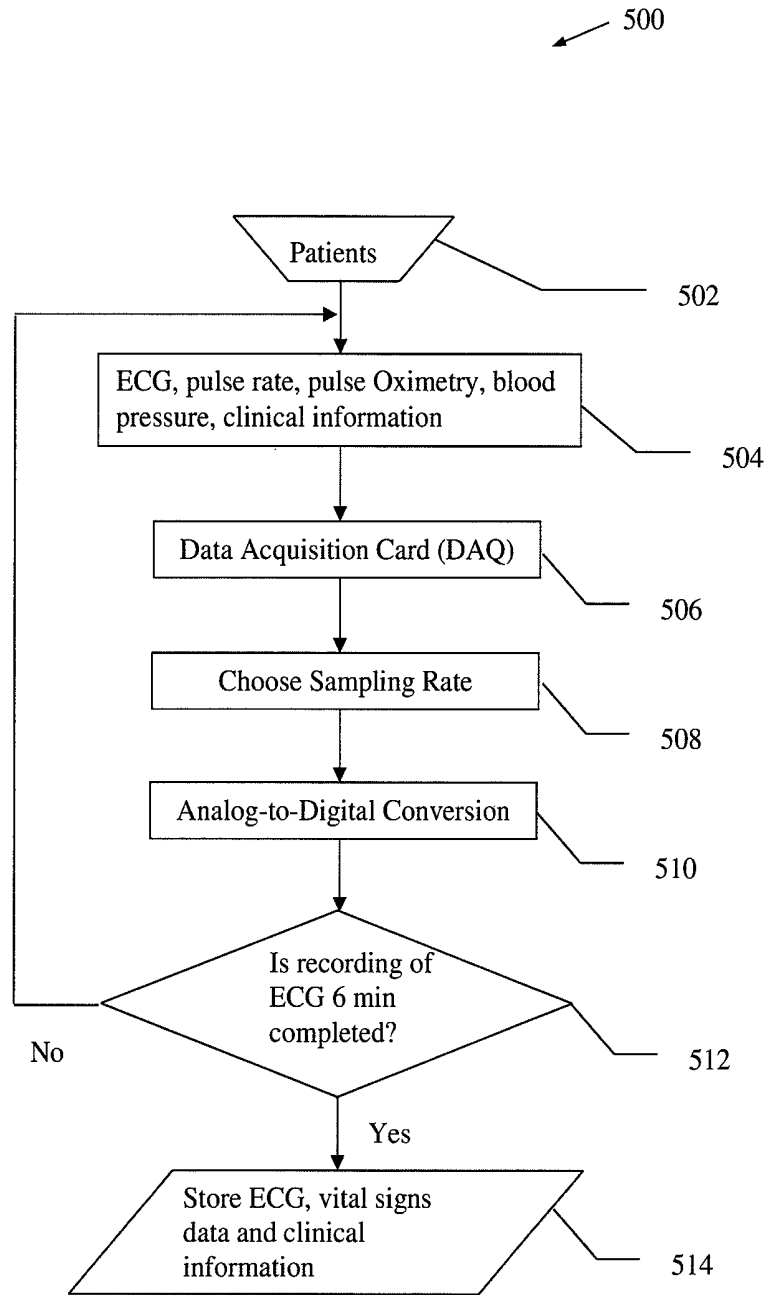 500
Patients
502
ECG, pulse rate, pulse Oximetry, blood
pressure, clinical information
504
Data Acquisition Card (DAQ)
506
Choose Sampling Rate
508
Analog-to-Digital Conversion
510
Is recording of
ECG 6 min
completed?
No
512
Yes
Store ECG, vital signs
data and clinical
information
514